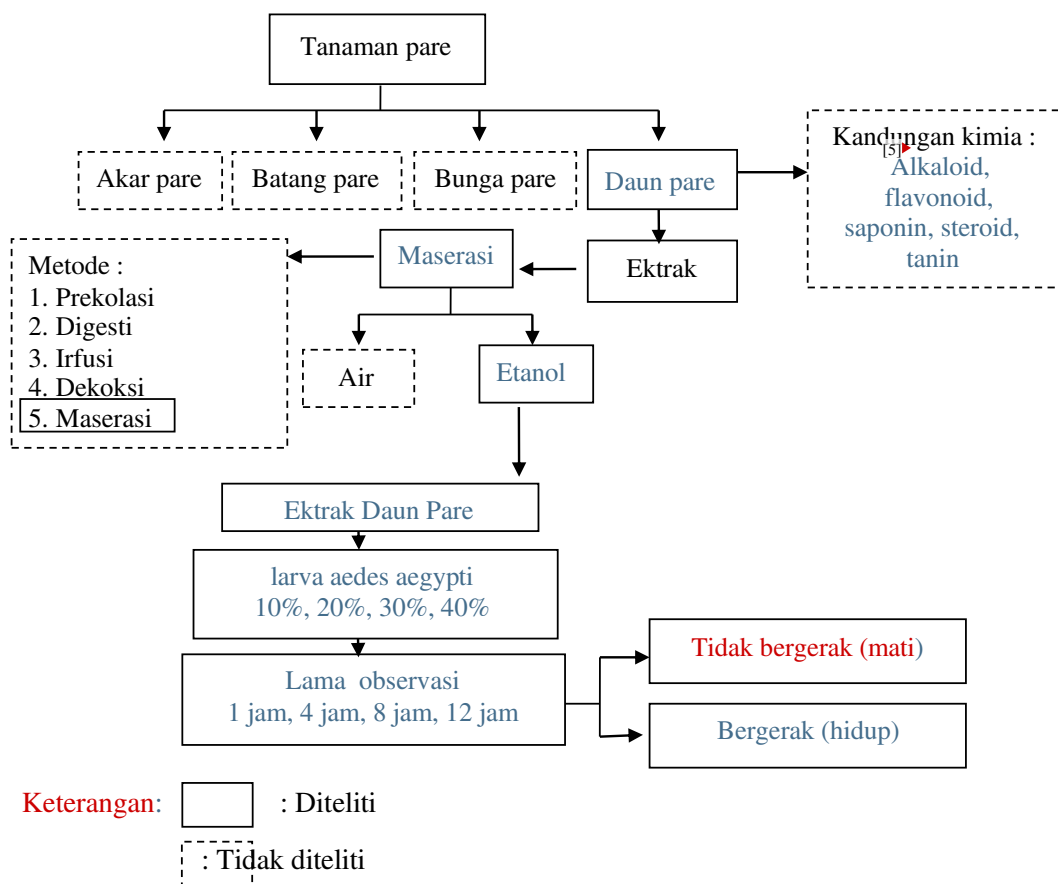 Tanaman pare
Akar pare
Batang pare
Bunga pare
Daun pare
Kandungan kimia :
[5]
Alkaloid,
flavonoid,
saponin, steroid,
tanin
Metode :
1. Prekolasi
2. Digesti
3. Irfusi
4. Dekoksi
5. Maserasi
Maserasi
Ektrak
Air
Etanol
Ektrak Daun Pare
larva aedes aegypti
10%, 20%, 30%, 40%
Lama observasi
1 jam, 4 jam, 8 jam, 12 jam
Tidak bergerak (mati)
Bergerak (hidup)
Keterangan: : Diteliti
: Tidak diteliti